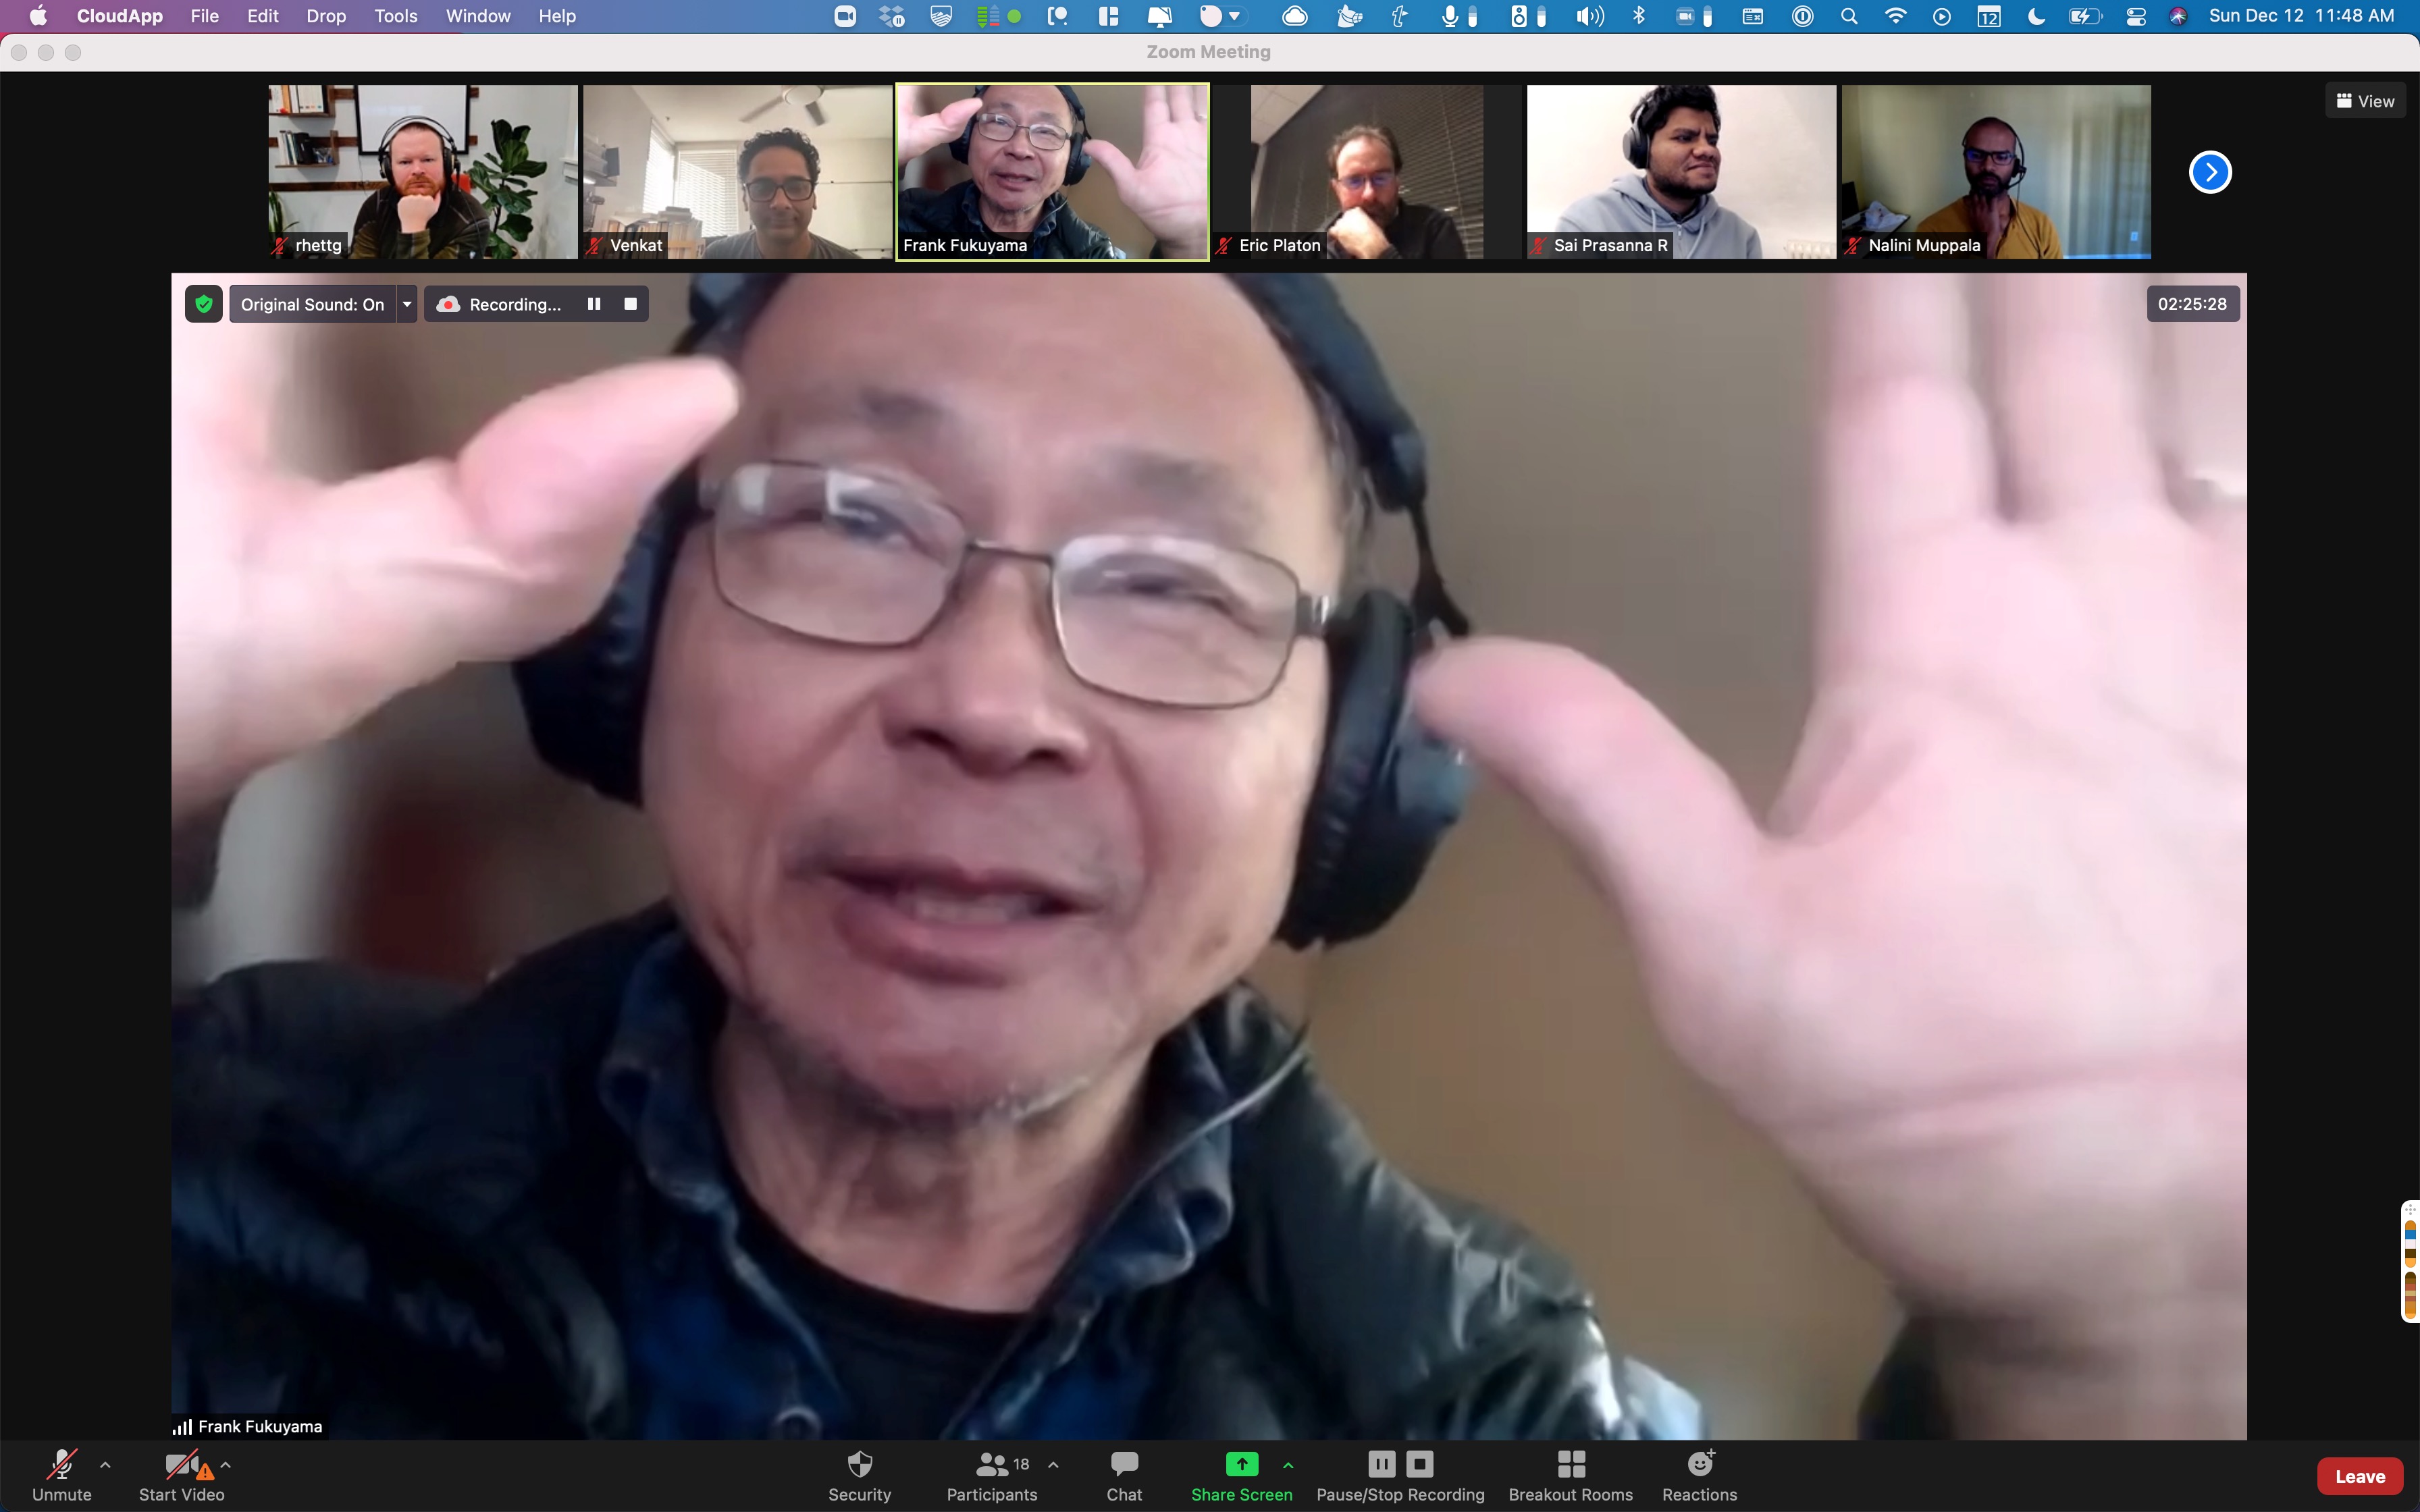 CloudApp File Edit Drop Tools Window Help 12 Sun Dec 12 11:48 AM
Zoom Meeting
View
rhettg Venkat Frank Fukuyama Eric Platon Sai Prasanna R Nalini Muppala
Original Sound: On Recording... 02:25:28
Frank Fukuyama
18
Unmute Start Video Security Participants Chat Share Screen Pause/Stop Recording Breakout Rooms Reactions Leave